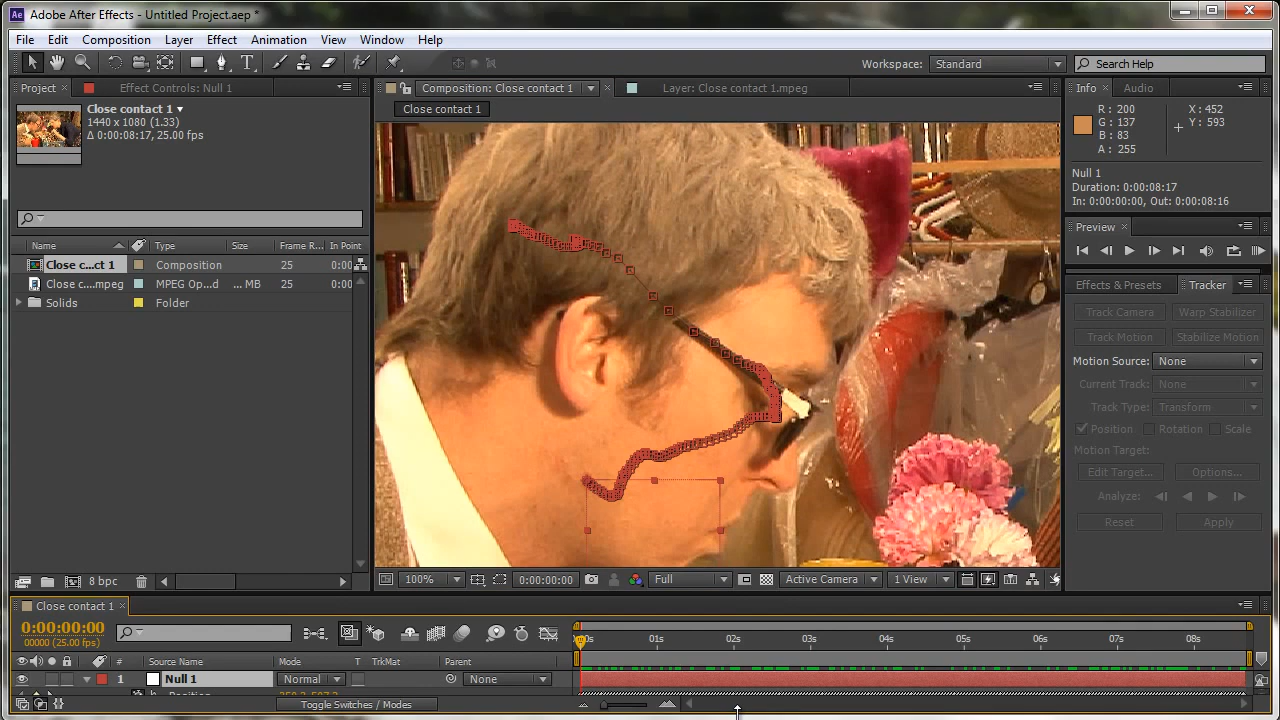 Adobe After Effects - Untitled Project.aep *
File Edit Composition Layer Effect Animation View Window Help
Workspace: Standard Search Help
Project Effect Controls: Null 1
Composition: Close contact 1 Layer: Close contact 1.mpeg
Info Audio
Close contact 1
1440 x 1080 (1.33)
Δ 0:00:08:17, 25.00 fps
Close contact 1
R: 200
G: 137
B: 83
A: 255
X: 452
Y: 593
Null 1
Duration: 0:00:08:17
In: 0:00:00:00, Out: 0:00:08:16
Preview
Name Type Size Frame R... In Point
Close c...ct 1 Composition 25 0:00
Close c....mpeg MPEG Op...d ... MB 25 0:00
Solids Folder
Effects & Presets Tracker
Track Camera Warp Stabilizer
Track Motion Stabilize Motion
Motion Source: None
Current Track: None
Track Type: Transform
Position Rotation Scale
Motion Target:
Edit Target... Options...
Analyze:
Reset Apply
8 bpc
100% 0:00:00:00 Full Active Camera 1 View
Close contact 1
0:00:00:00
00000 (25.00 fps)
01s 02s 03s 04s 05s 06s 07s 08s
# Source Name Mode T TrkMat Parent
1 Null 1 Normal None
Toggle Switches / Modes